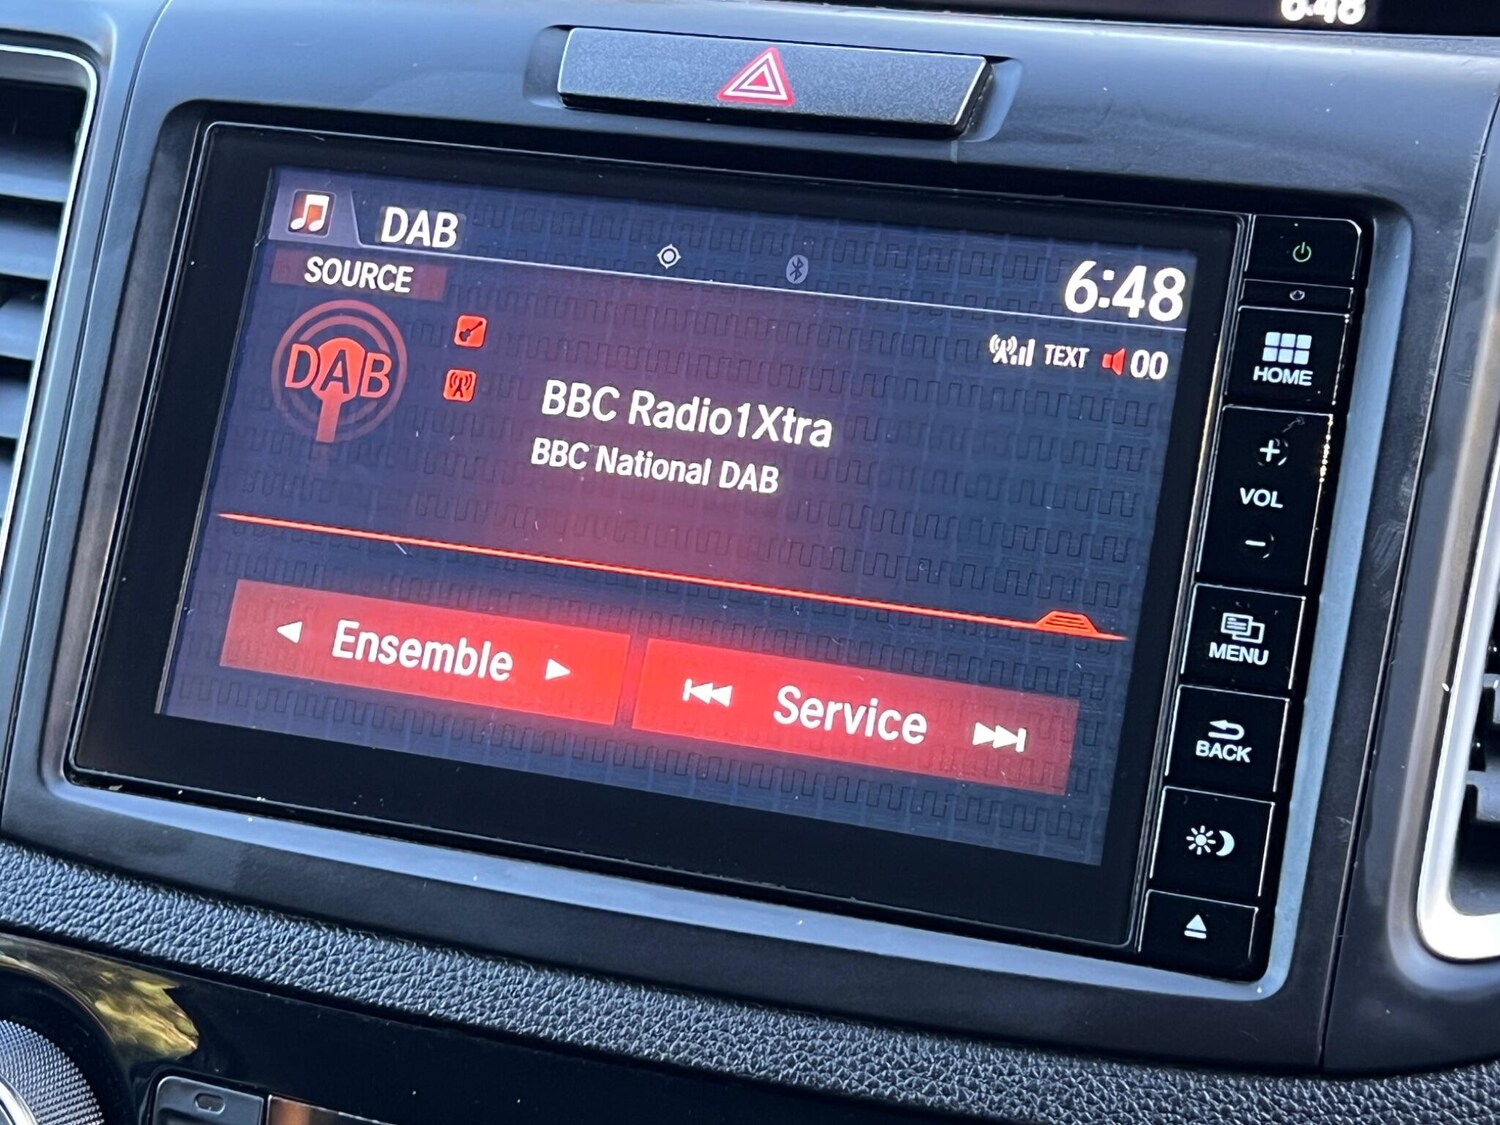 6:48
DAB
6:48
SOURCE
DAB
TEXT 00
BBC Radio1Xtra
BBC National DAB
Ensemble
Service
HOME
+
VOL
-
MENU
BACK